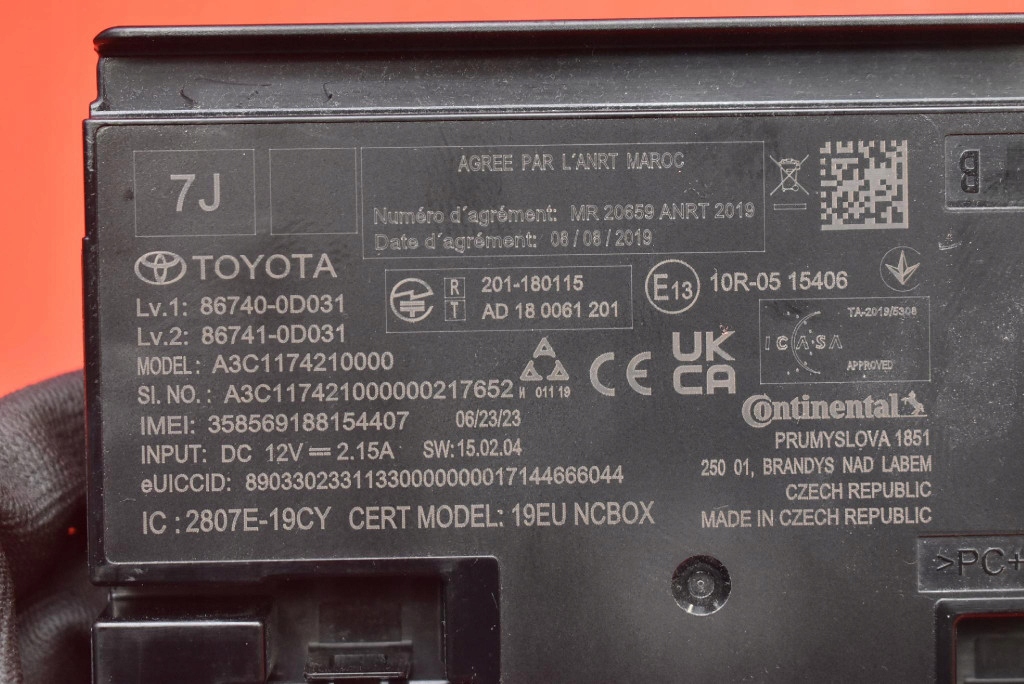 7J
AGREE PAR L'ANRT MAROC
Numéro d'agrément: MR 20659 ANRT 2019
Date d'agrément: 06/08/2019
B
TOYOTA
Lv.1: 86740-0D031
Lv.2: 86741-0D031
MODEL: A3C1174210000
SI. NO. : A3C117421000000217652
IMEI: 358569188154407 06/23/23
INPUT: DC 12V 2.15A SW:15.02.04
eUICCID: 89033023311330000000017144666044
IC : 2807E-19CY CERT MODEL: 19EU NCBOX
R 201-180115
T AD 18 0061 201
E13 10R-05 15406
И 011 19
CE
UK
CA
TA-2019/5308
ICASA
APPROVED
Continental
PRUMYSLOVA 1851
250 01, BRANDYS NAD LABEM
CZECH REPUBLIC
MADE IN CZECH REPUBLIC
>PC+